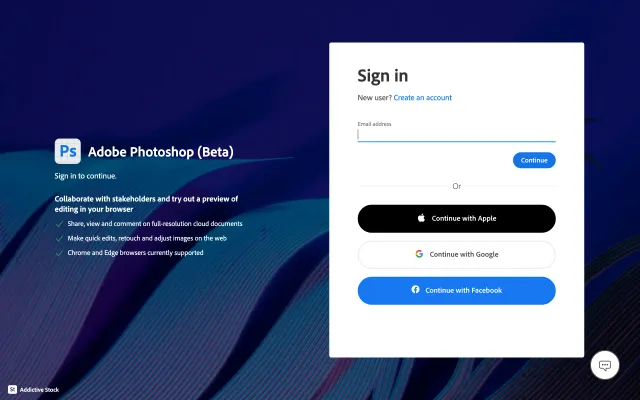 Ps Adobe Photoshop (Beta)
Sign in to continue.
Collaborate with stakeholders and try out a preview of
editing in your browser
Share, view and comment on full-resolution cloud documents
Make quick edits, retouch and adjust images on the web
Chrome and Edge browsers currently supported
Sign in
New user? Create an account
Email address
Continue
Or
Continue with Apple
Continue with Google
Continue with Facebook
St Addictive Stock